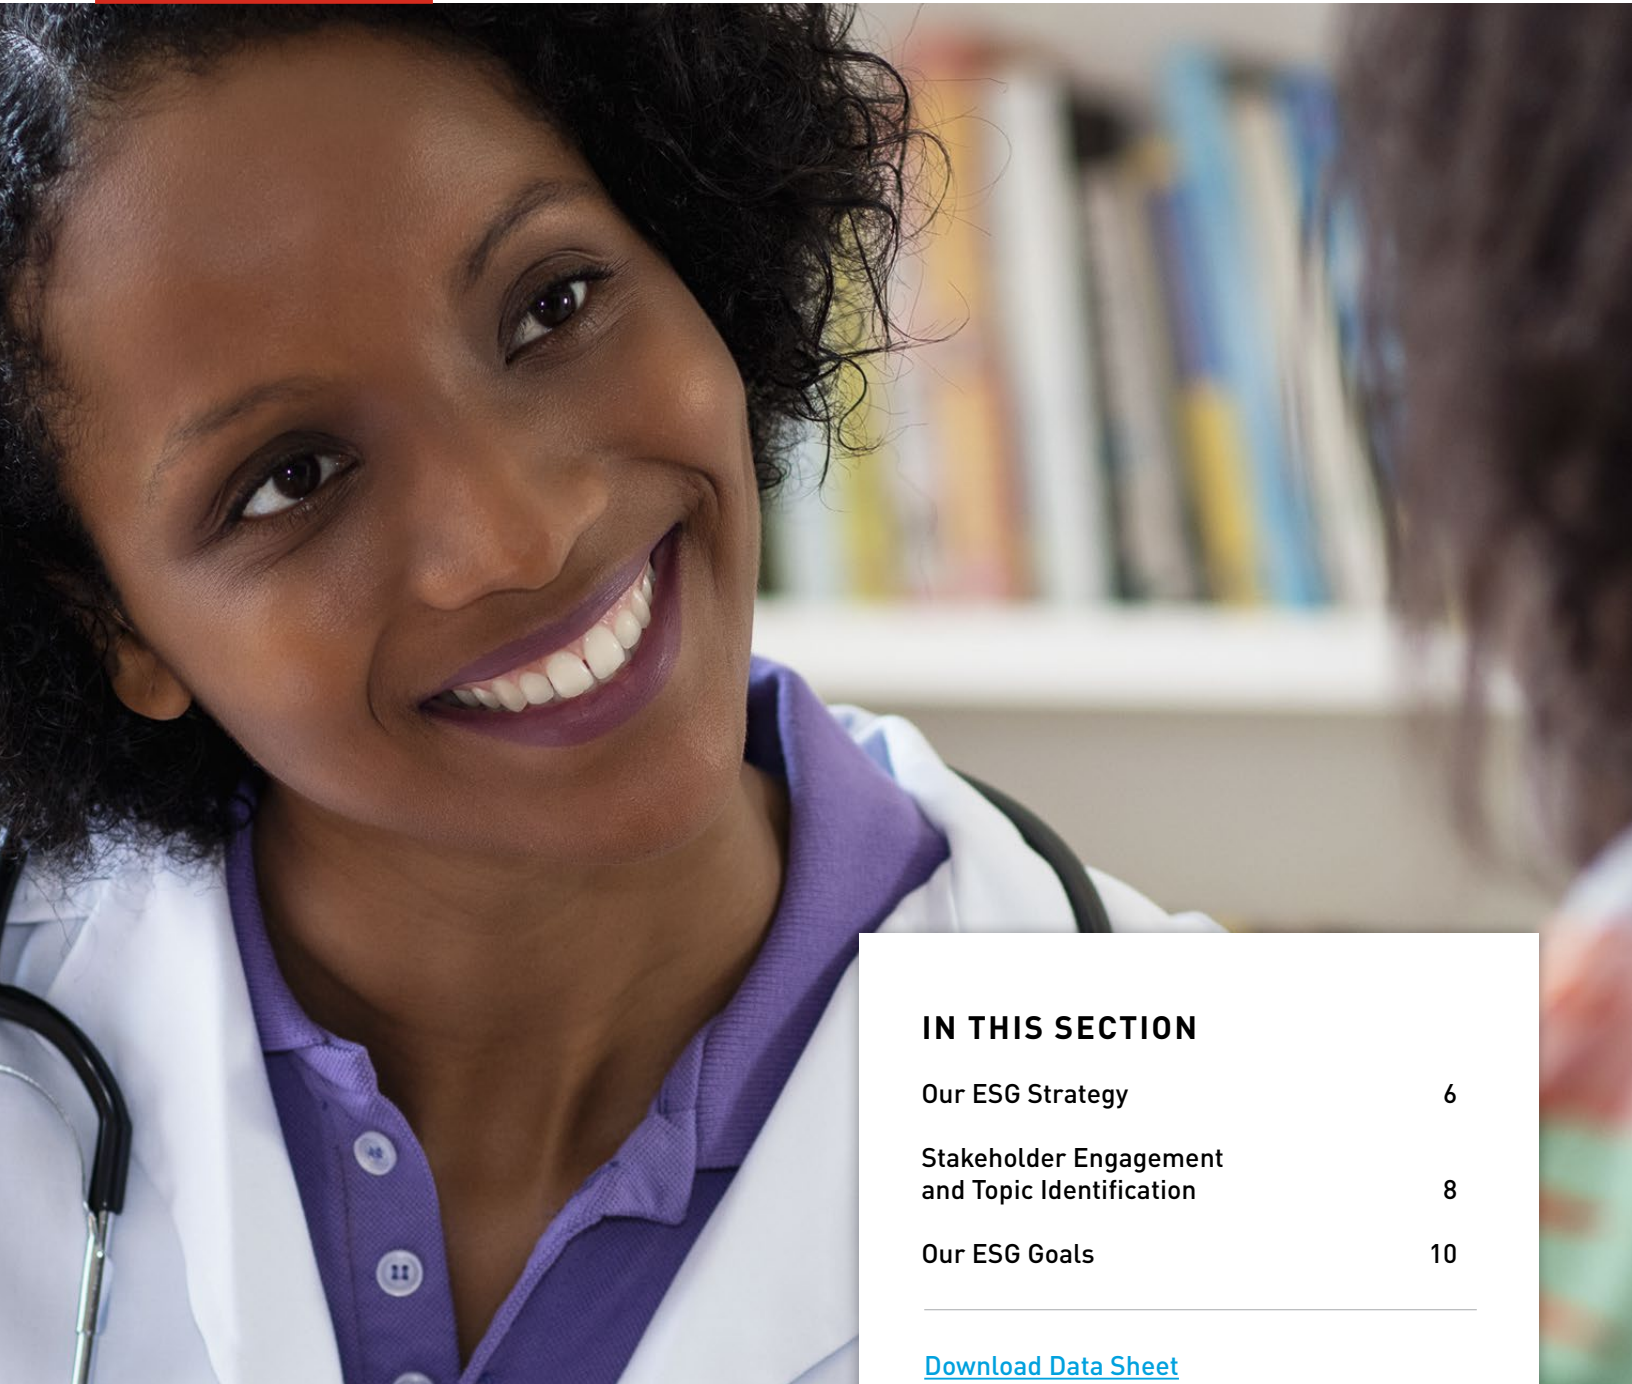 IN THIS SECTION
Our ESG Strategy 6
Stakeholder Engagement
and Topic Identification 8
Our ESG Goals 10
Download Data Sheet